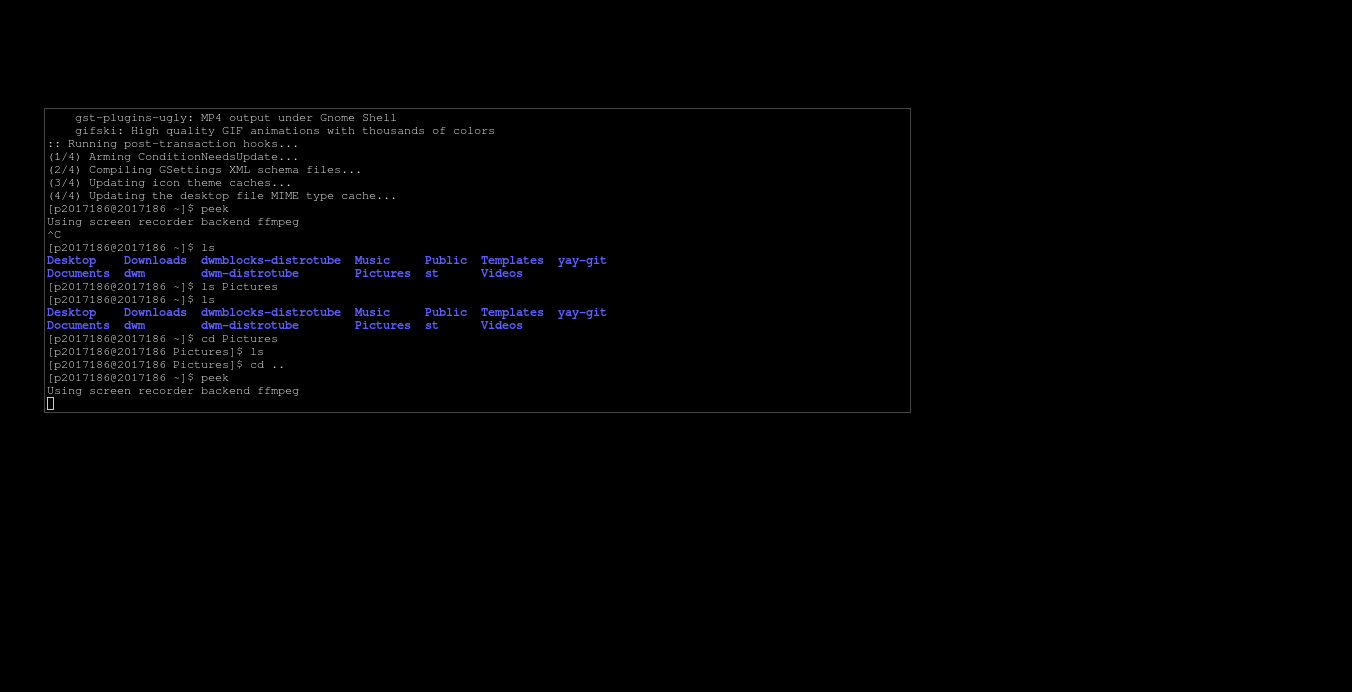 gst-plugins-ugly: MP4 output under Gnome Shell
    gifski: High quality GIF animations with thousands of colors
:: Running post-transaction hooks...
(1/4) Arming ConditionNeedsUpdate...
(2/4) Compiling GSettings XML schema files...
(3/4) Updating icon theme caches...
(4/4) Updating the desktop file MIME type cache...
[p2017186@2017186 ~]$ peek
Using screen recorder backend ffmpeg
^C
[p2017186@2017186 ~]$ ls
Desktop    Downloads  dwmblocks-distrotube  Music     Public  Templates  yay-git
Documents  dwm        dwm-distrotube        Pictures  st      Videos
[p2017186@2017186 ~]$ ls Pictures
[p2017186@2017186 ~]$ ls
Desktop    Downloads  dwmblocks-distrotube  Music     Public  Templates  yay-git
Documents  dwm        dwm-distrotube        Pictures  st      Videos
[p2017186@2017186 ~]$ cd Pictures
[p2017186@2017186 Pictures]$ ls
[p2017186@2017186 Pictures]$ cd ..
[p2017186@2017186 ~]$ peek
Using screen recorder backend ffmpeg